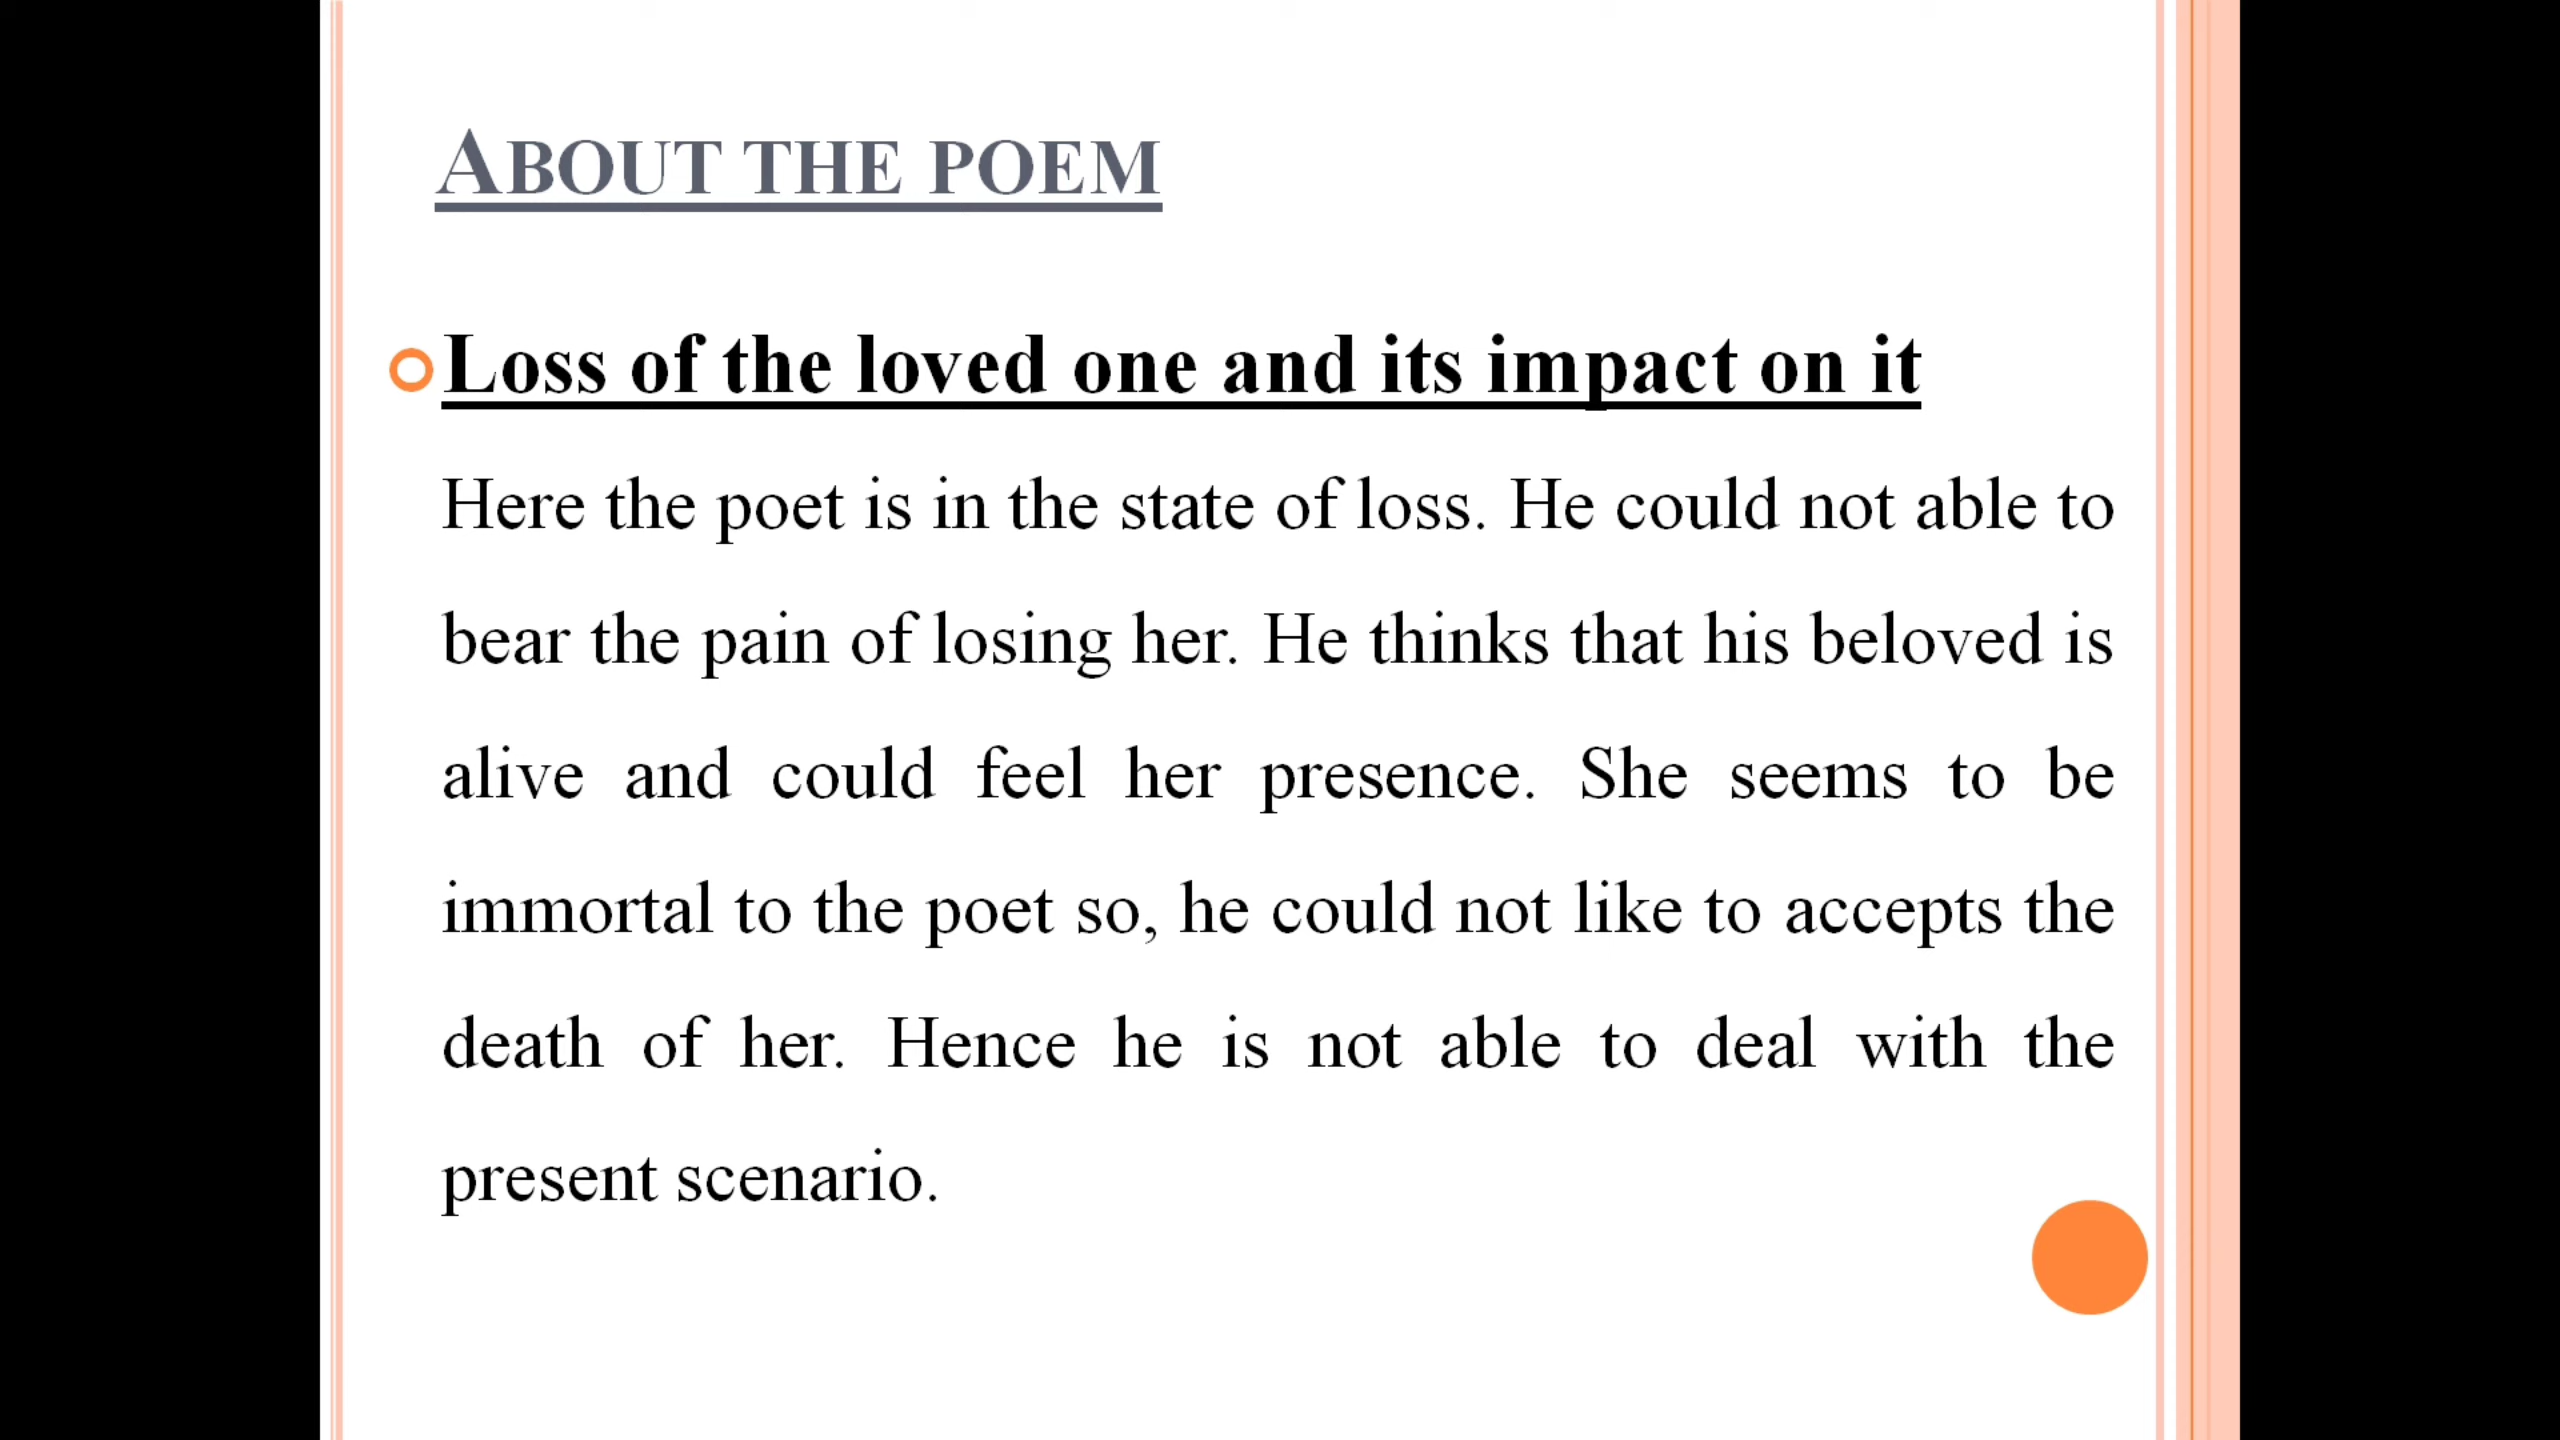 ABOUT THE POEM
Loss of the loved one and its impact on it
Here the poet is in the state of loss. He could not able to
bear the pain of losing her. He thinks that his beloved is
alive and could feel her presence. She seems to be
immortal to the poet so, he could not like to accepts the
death of her. Hence he is not able to deal with the
present scenario.